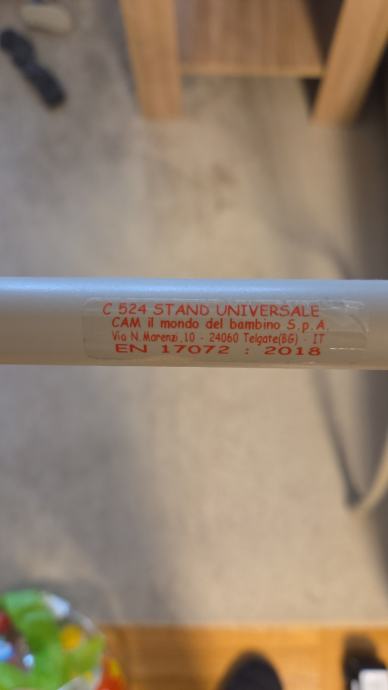 C 524 STAND UNIVERSALE
CAM il mondo del bambino S.p.A.
Via N.Marenzi,10 - 24060 Telgate(BG) - IT
EN 17072 : 2018